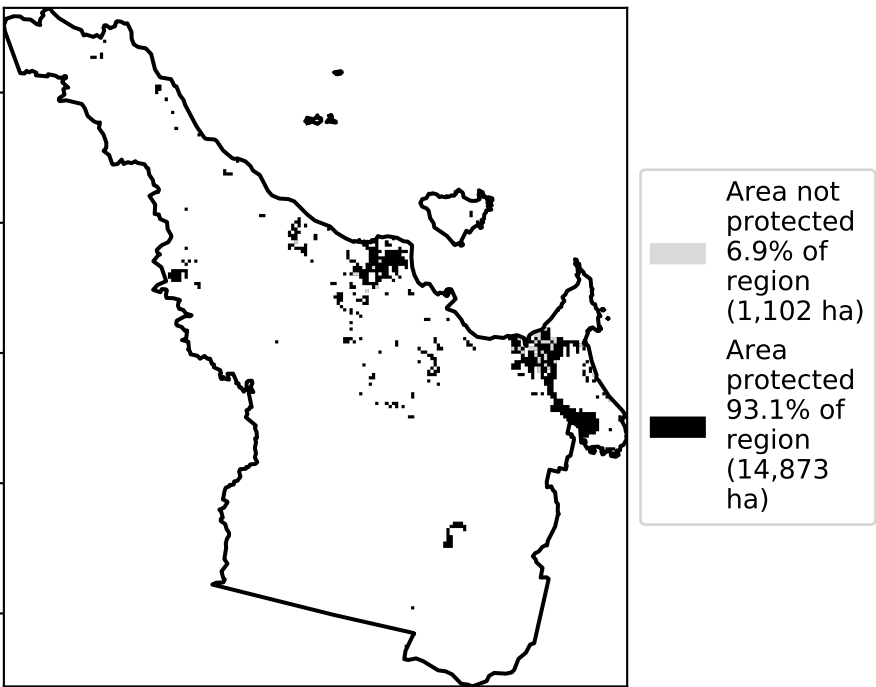 Area not
protected
6.9% of
region
(1,102 ha)
Area
protected
93.1% of
region
(14,873
ha)